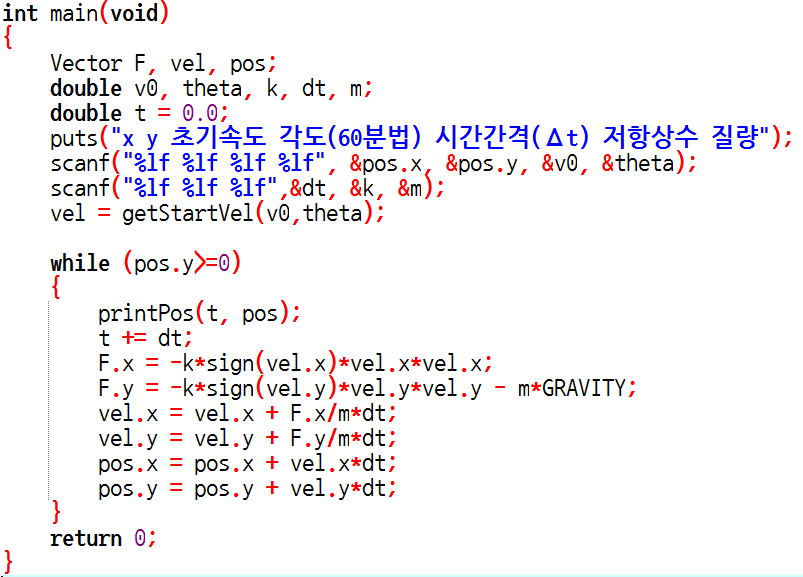 int main(void)
{
    Vector F, vel, pos;
    double v0, theta, k, dt, m;
    double t = 0.0;
    puts("x y 초기속도 각도(60분법) 시간간격(Δt) 저항상수 질량");
    scanf("%lf %lf %lf %lf", &pos.x, &pos.y, &v0, &theta);
    scanf("%lf %lf %lf",&dt, &k, &m);
    vel = getStartVel(v0,theta);

    while (pos.y>=0)
    {
        printPos(t, pos);
        t += dt;
        F.x = -k*sign(vel.x)*vel.x*vel.x;
        F.y = -k*sign(vel.y)*vel.y*vel.y - m*GRAVITY;
        vel.x = vel.x + F.x/m*dt;
        vel.y = vel.y + F.y/m*dt;
        pos.x = pos.x + vel.x*dt;
        pos.y = pos.y + vel.y*dt;
    }
    return 0;
}